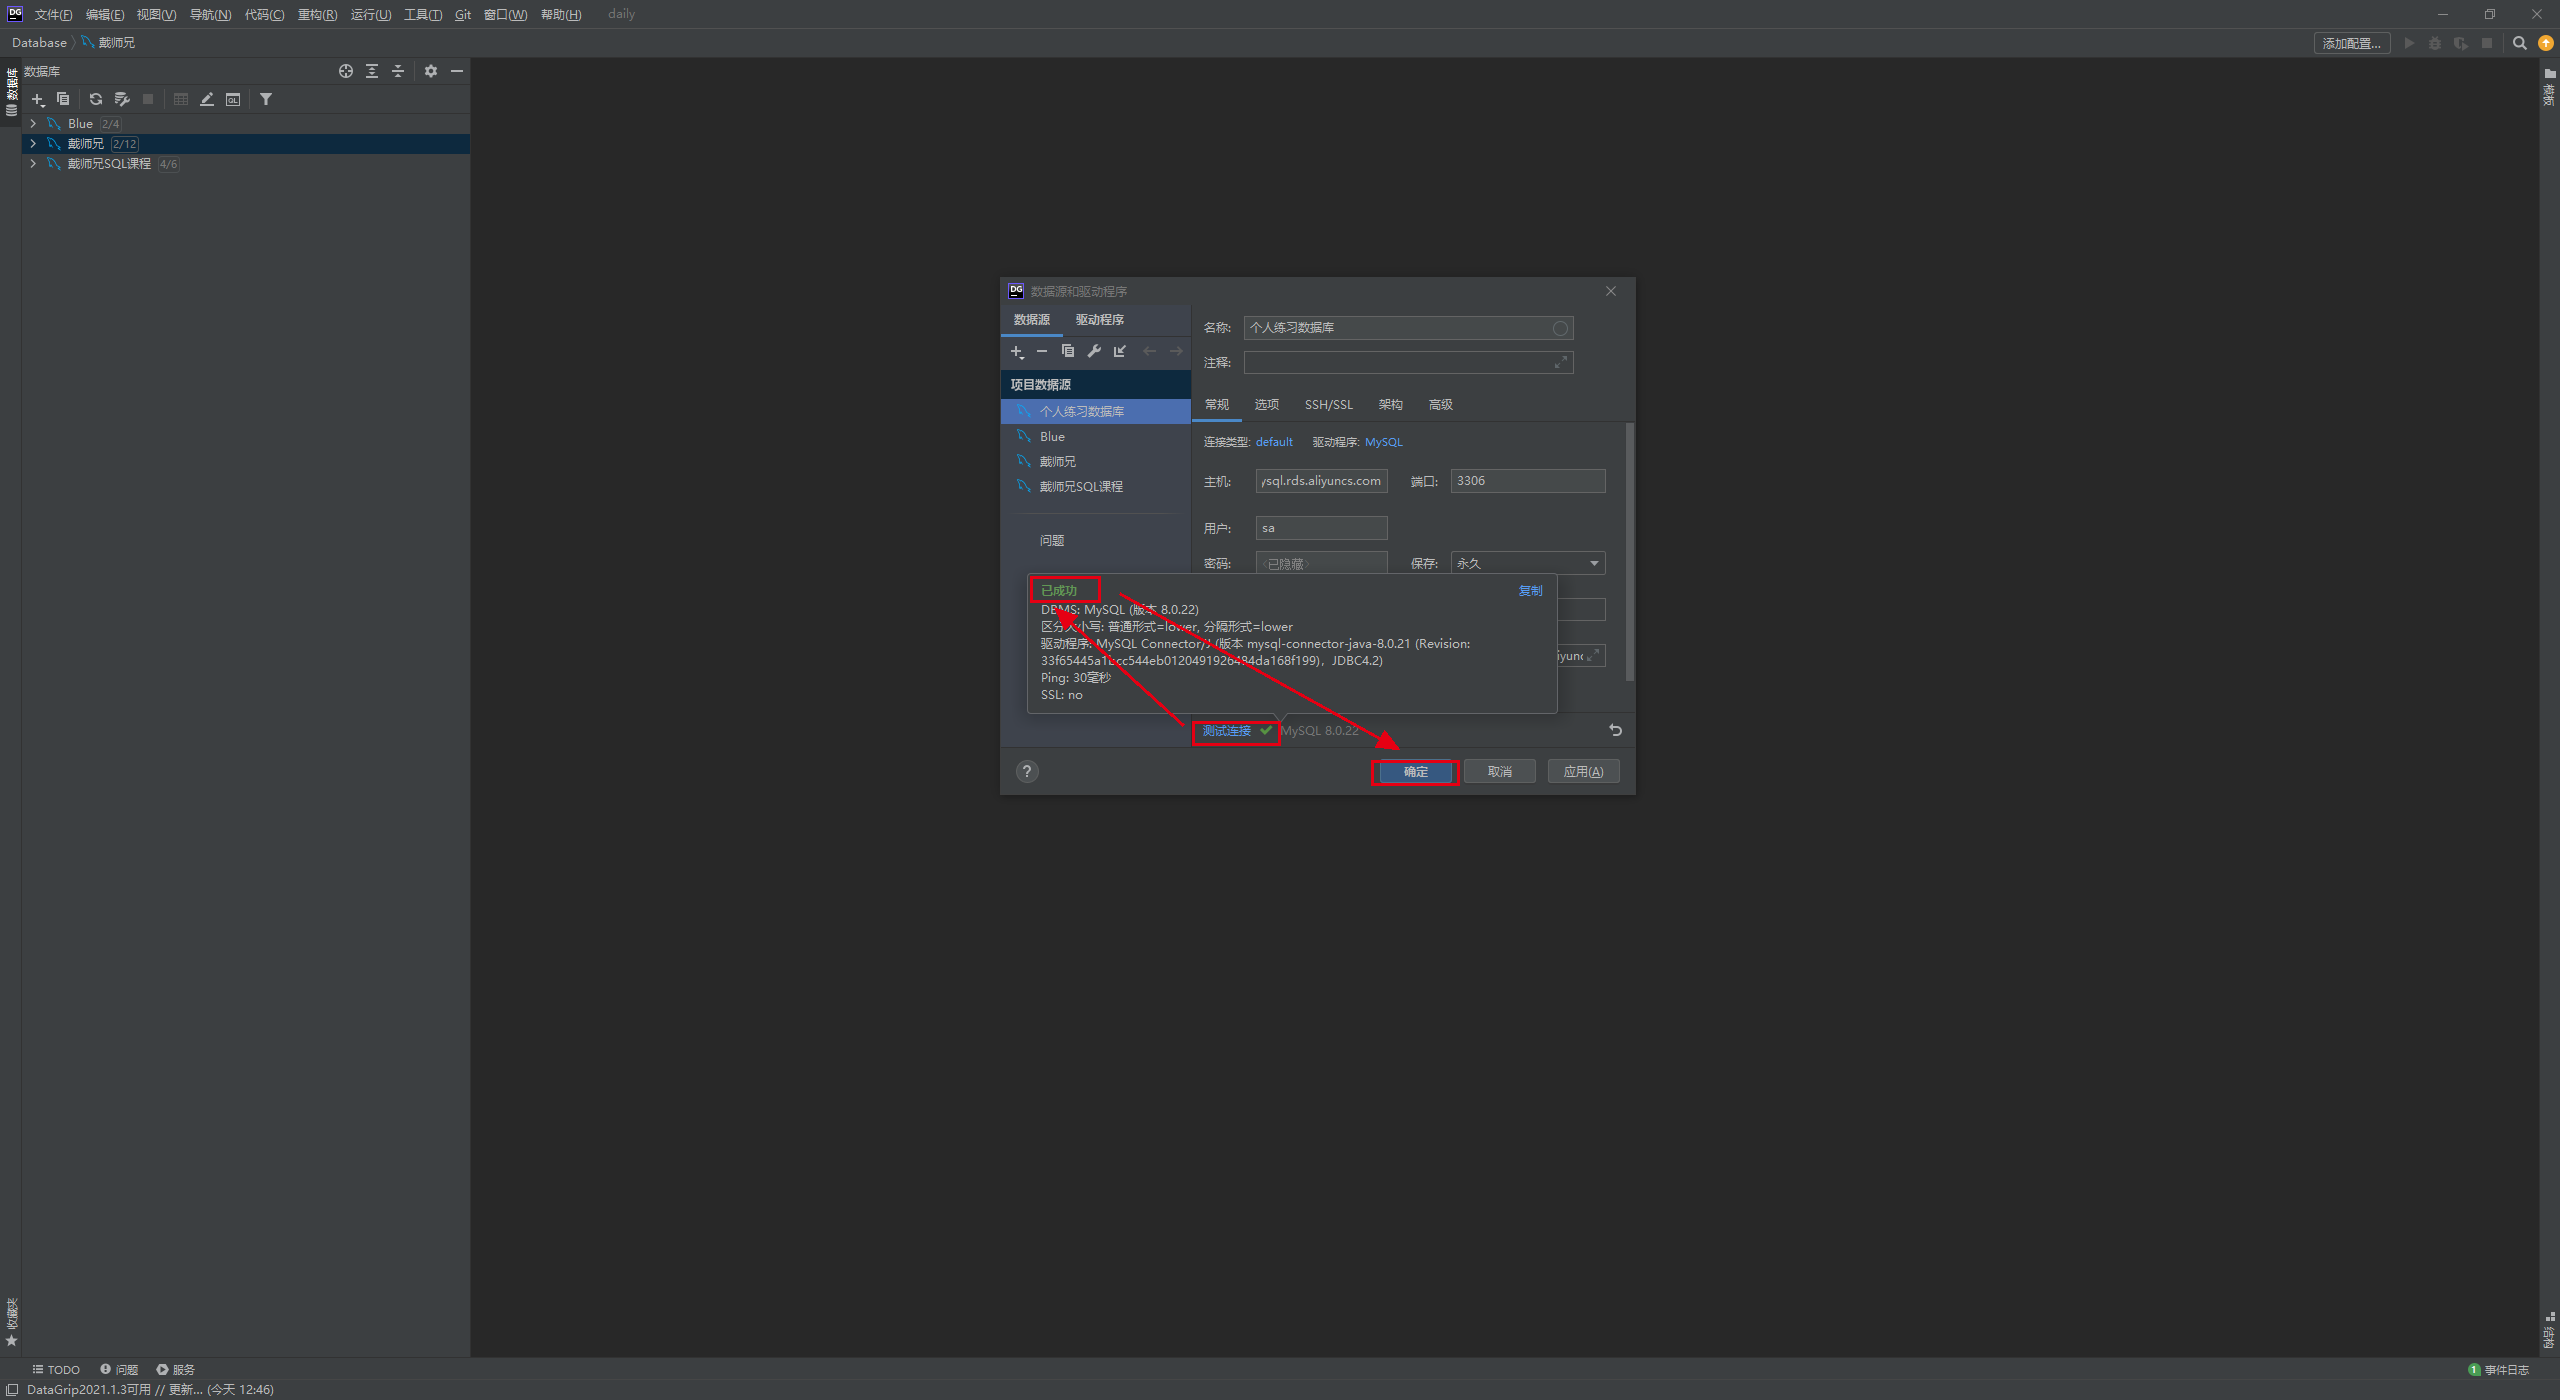 DG 文件(F) 编辑(E) 视图(V) 导航(N) 代码(C) 重构(R) 运行(U) 工具(T) Git 窗口(W) 帮助(H) daily
Database 戴师兄 添加配置...
数据库
数据库
Blue 2/4
戴师兄 2/12
戴师兄SQL课程 4/6
DG 数据源和驱动程序
数据源 驱动程序
项目数据源
个人练习数据库
Blue
戴师兄
戴师兄SQL课程
问题
名称: 个人练习数据库
注释:
常规 选项 SSH/SSL 架构 高级
连接类型: default 驱动程序: MySQL
主机: ysql.rds.aliyuncs.com 端口: 3306
用户: sa
密码: <已隐藏> 保存: 永久
已成功 复制
DBMS: MySQL (版本 8.0.22)
区分大小写: 普通形式=lower, 分隔形式=lower
驱动程序: MySQL Connector/J (版本 mysql-connector-java-8.0.21 (Revision:
33f65445a1bcc544eb0120491926484da168f199), JDBC4.2)
Ping: 30毫秒
SSL: no
测试连接 MySQL 8.0.22
? 确定 取消 应用(A)
收藏夹
结构
TODO 问题 服务 1 事件日志
DataGrip2021.1.3可用 // 更新... (今天 12:46)